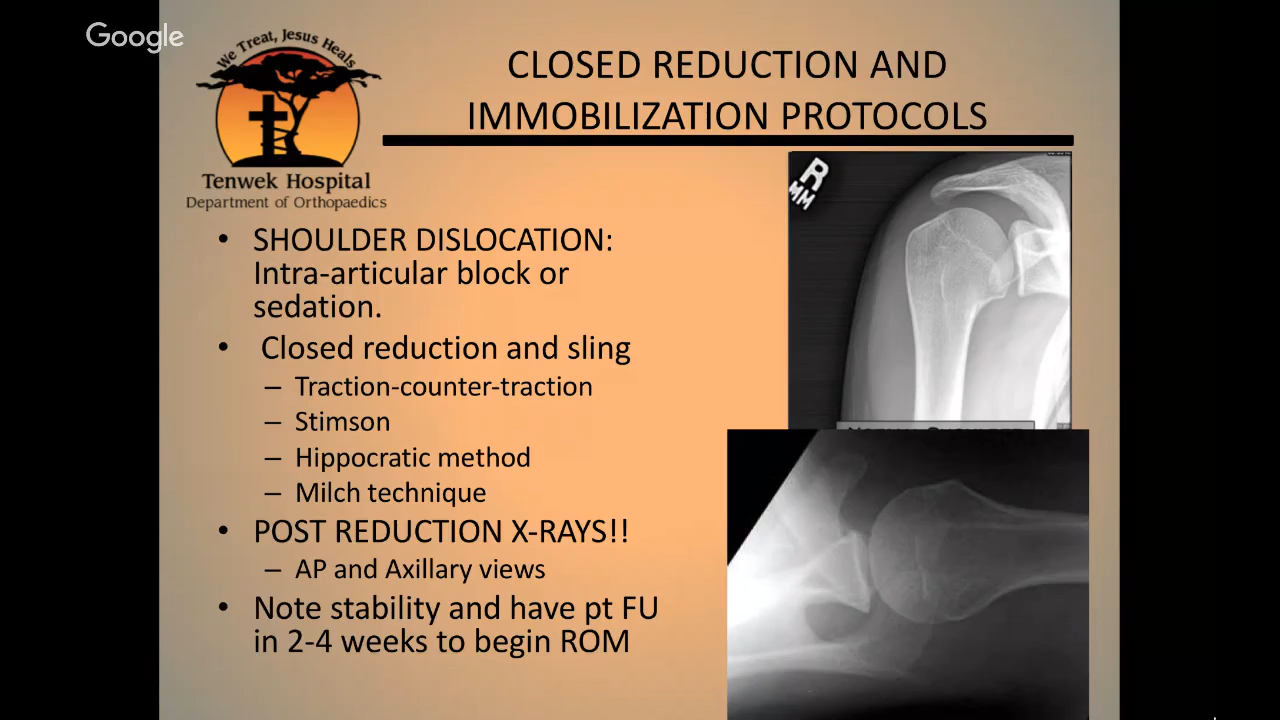 Google
We Treat, Jesus Heals
Tenwek Hospital
Department of Orthopaedics
CLOSED REDUCTION AND
IMMOBILIZATION PROTOCOLS
• SHOULDER DISLOCATION:
Intra-articular block or
sedation.
• Closed reduction and sling
– Traction-counter-traction
– Stimson
– Hippocratic method
– Milch technique
• POST REDUCTION X-RAYS!!
– AP and Axillary views
• Note stability and have pt FU
in 2-4 weeks to begin ROM
R
MM